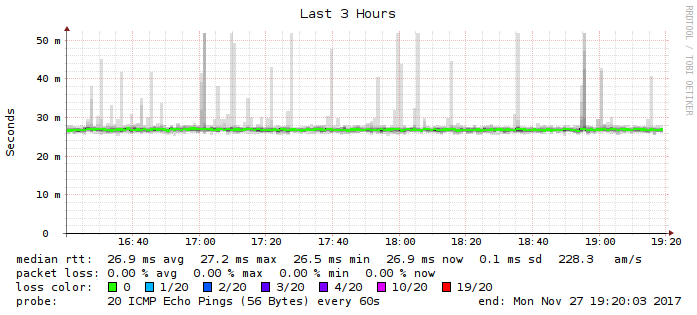 Last 3 Hours
RRDTOOL / TOBI OETIKER
Seconds
50 m
40 m
30 m
20 m
10 m
0
16:40 17:00 17:20 17:40 18:00 18:20 18:40 19:00 19:20
median rtt: 26.9 ms avg 27.2 ms max 26.5 ms min 26.9 ms now 0.1 ms sd 228.3 am/s
packet loss: 0.00 % avg 0.00 % max 0.00 % min 0.00 % now
loss color: 0 1/20 2/20 3/20 4/20 10/20 19/20
probe: 20 ICMP Echo Pings (56 Bytes) every 60s end: Mon Nov 27 19:20:03 2017